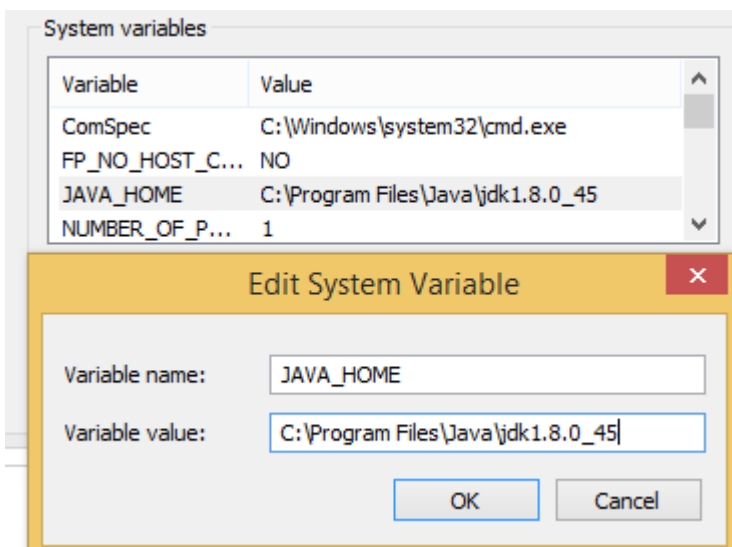 System variables
Variable Value
ComSpec C:\Windows\system32\cmd.exe
FP_NO_HOST_C... NO
JAVA_HOME C:\Program Files\Java\jdk1.8.0_45
NUMBER_OF_P... 1
Edit System Variable
Variable name: JAVA_HOME
Variable value: C:\Program Files\Java\jdk1.8.0_45
OK Cancel